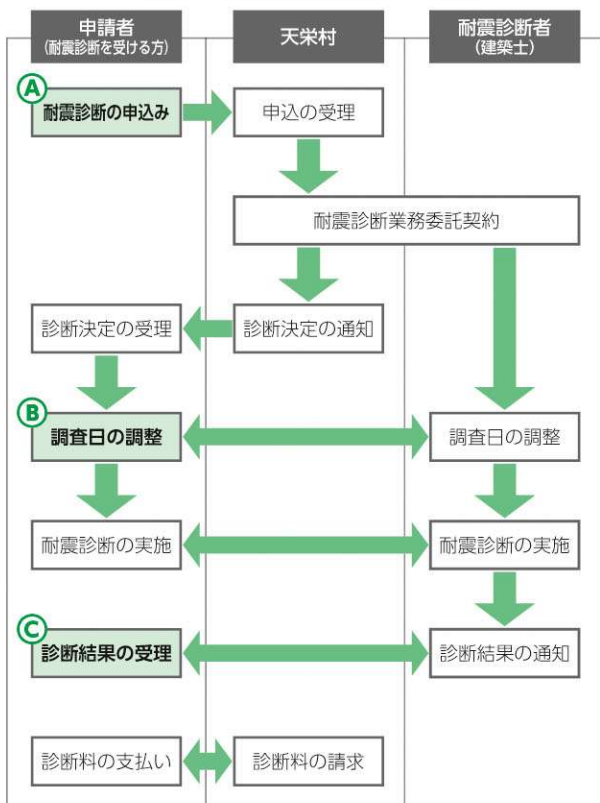 申請者
(耐震診断を受ける方)
天栄村
耐震診断者
(建築士)
A
耐震診断の申込み
申込の受理
耐震診断業務委託契約
診断決定の受理
診断決定の通知
B
調査日の調整
調査日の調整
耐震診断の実施
耐震診断の実施
C
診断結果の受理
診断結果の通知
診断料の支払い
診断料の請求